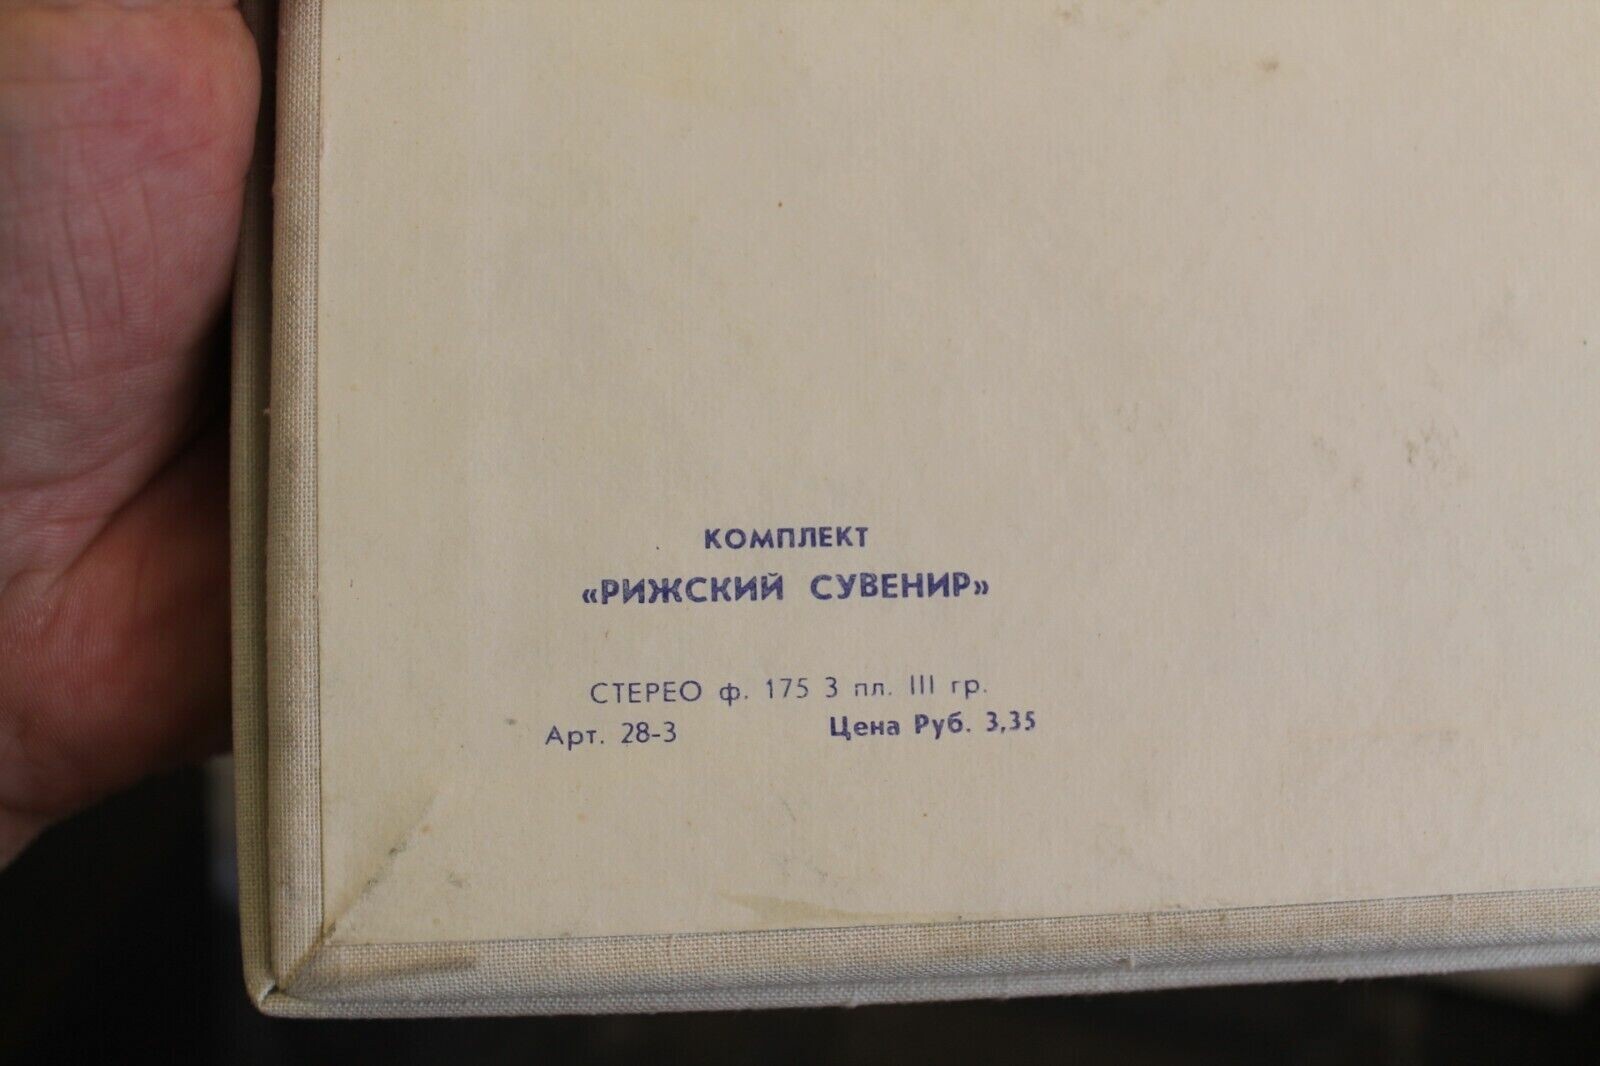 КОМПЛЕКТ
«РИЖСКИЙ СУВЕНИР»
СТЕРЕО ф. 175 3 пл. III гр.
Арт. 28-3 Цена Руб. 3,35